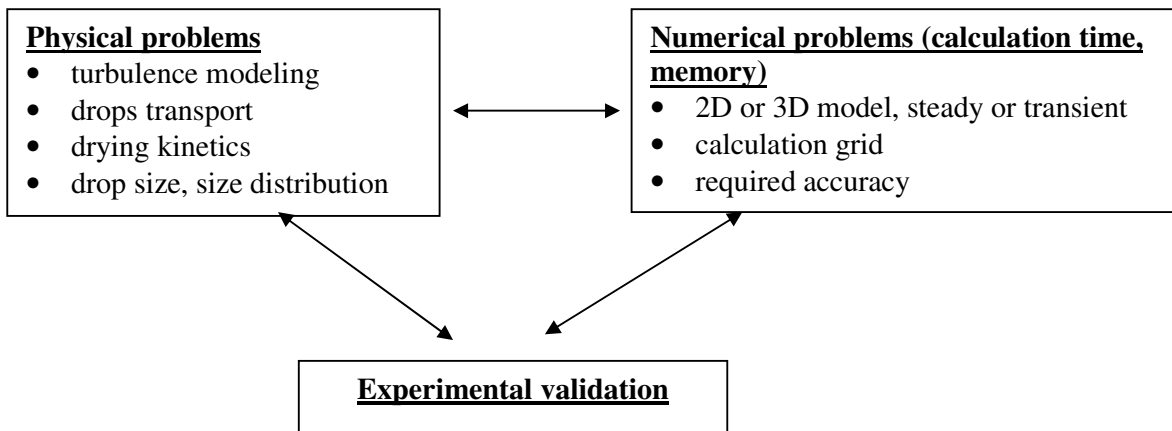 Physical problems
• turbulence modeling
• drops transport
• drying kinetics
• drop size, size distribution
Numerical problems (calculation time,
memory)
• 2D or 3D model, steady or transient
• calculation grid
• required accuracy
Experimental validation